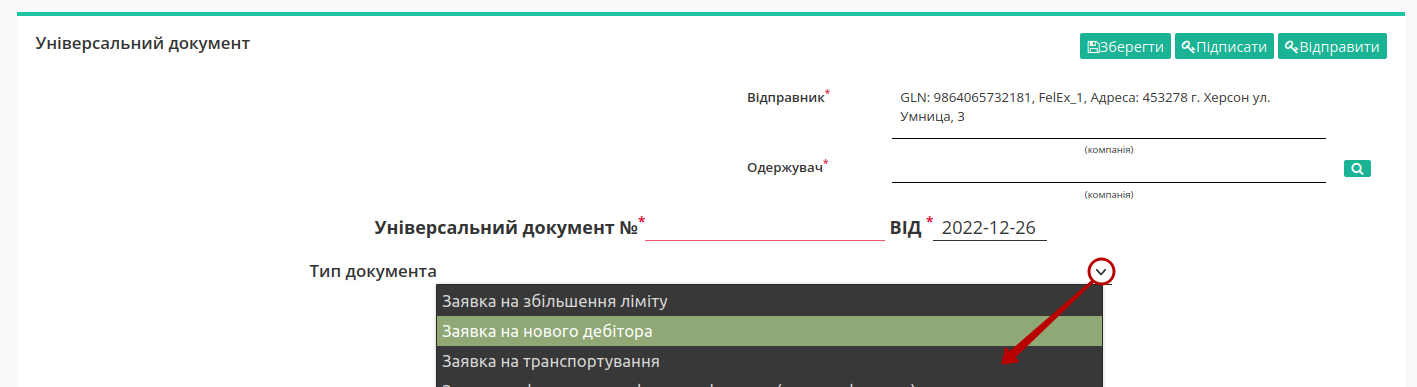 Універсальний документ
Зберегти Підписати Відправити
Відправник* GLN: 9864065732181, FelEx_1, Адреса: 453278 г. Херсон ул.
Умница, 3
(компанія)
Одержувач*
(компанія)
Універсальний документ №* ВІД * 2022-12-26
Тип документа
Заявка на збільшення ліміту
Заявка на нового дебітора
Заявка на транспортування